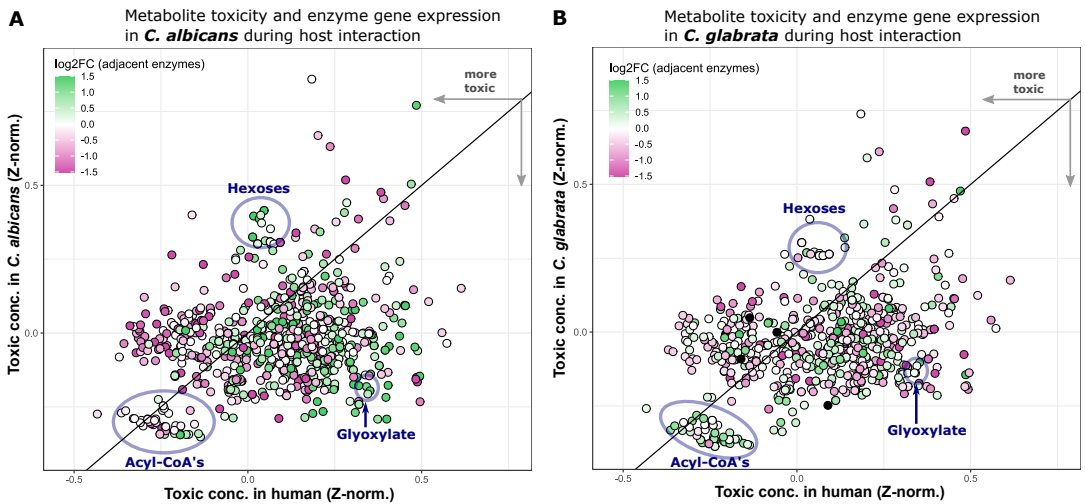 A
Metabolite toxicity and enzyme gene expression
in C. albicans during host interaction
log2FC (adjacent enzymes)
1.5
1.0
0.5
0.0
-0.5
-1.0
-1.5
more
toxic
Hexoses
Glyoxylate
Acyl-CoA's
0.5
0.0
Toxic conc. in C. albicans (Z-norm.)
-0.5
0.0
0.5
Toxic conc. in human (Z-norm.)
B
Metabolite toxicity and enzyme gene expression
in C. glabrata during host interaction
log2FC (adjacent enzymes)
1.5
1.0
0.5
0.0
-0.5
-1.0
-1.5
more
toxic
Hexoses
Glyoxylate
Acyl-CoA's
0.5
0.0
Toxic conc. in C. glabrata (Z-norm.)
-0.5
0.0
0.5
Toxic conc. in human (Z-norm.)